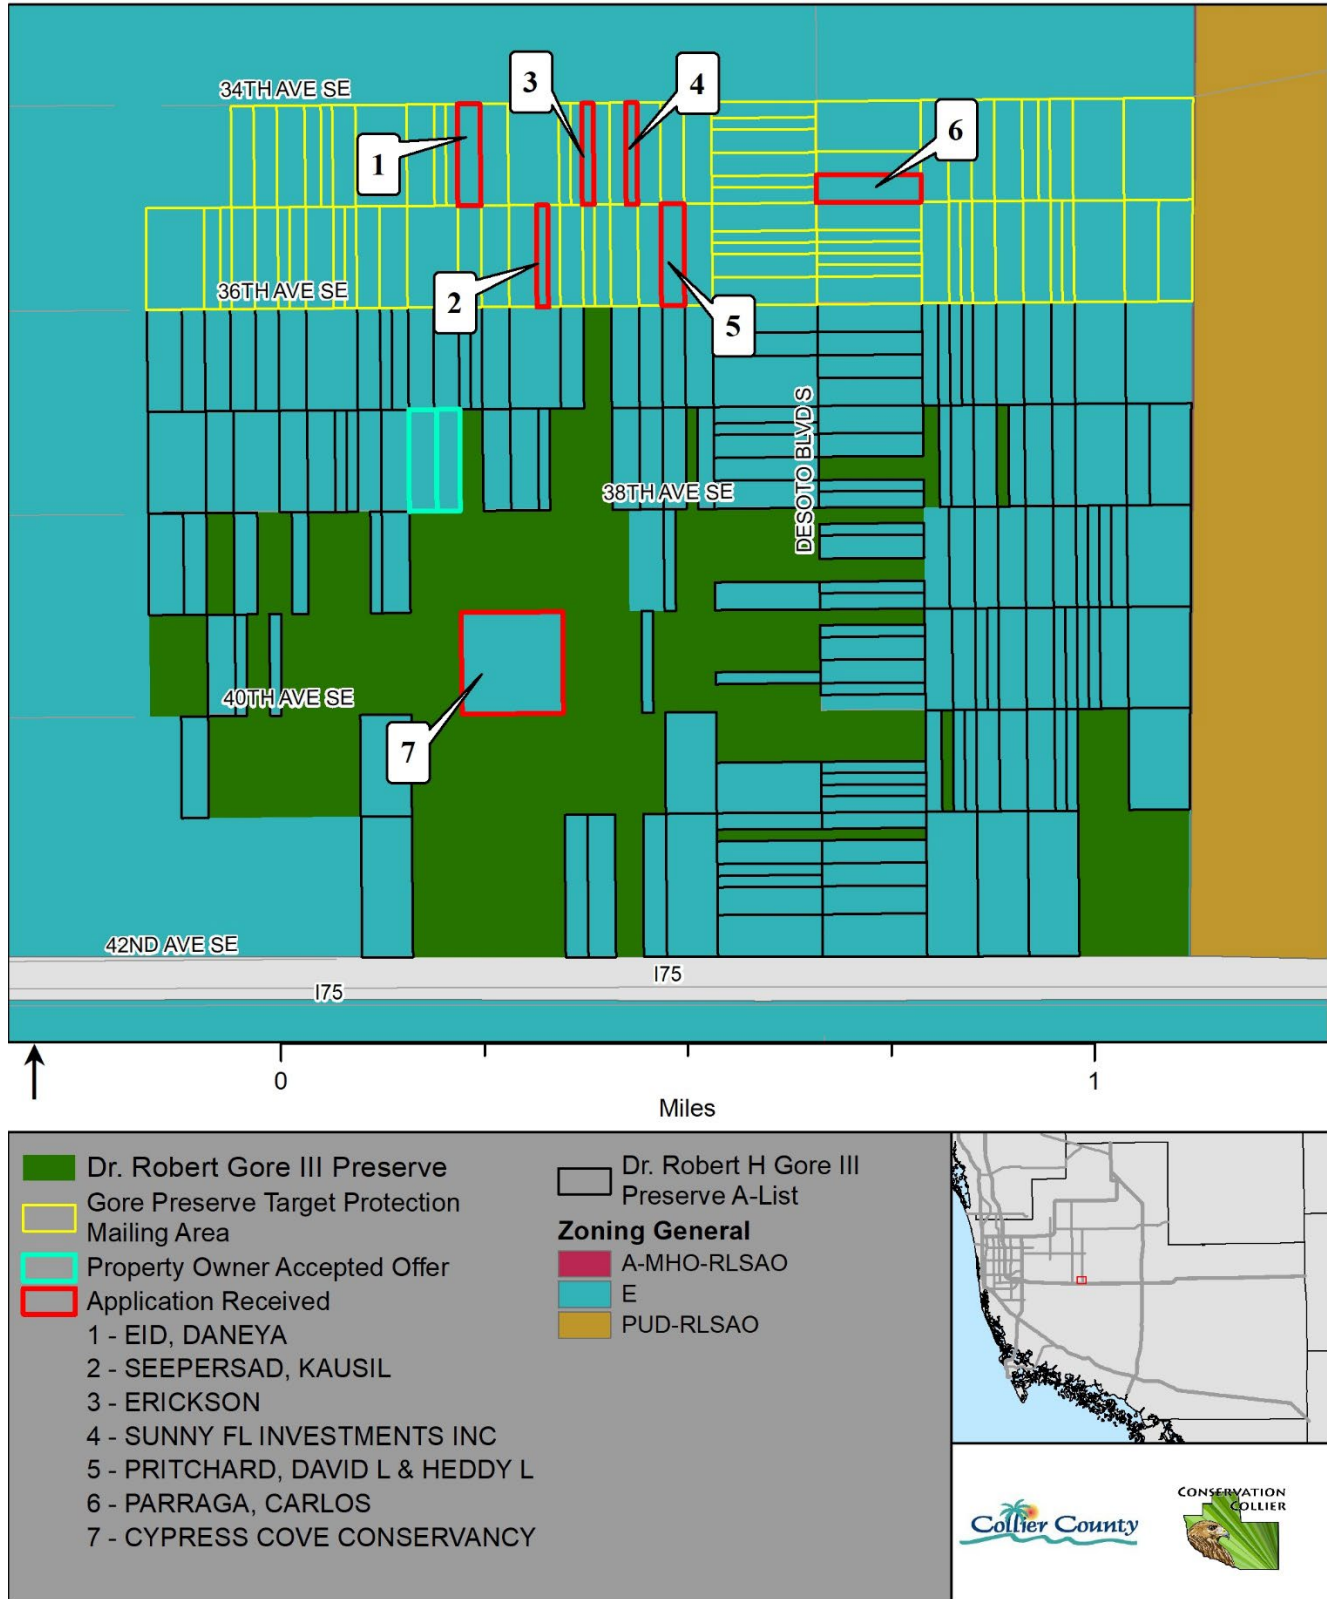 34TH AVE SE
3
4
6
1
2
36TH AVE SE
5
DESOTO BLVD S
38TH AVE SE
40TH AVE SE
7
42ND AVE SE
I75
I75
0
1
Miles
Dr. Robert Gore III Preserve
Gore Preserve Target Protection
Mailing Area
Property Owner Accepted Offer
Application Received
1 - EID, DANEYA
2 - SEEPERSAD, KAUSIL
3 - ERICKSON
4 - SUNNY FL INVESTMENTS INC
5 - PRITCHARD, DAVID L & HEDDY L
6 - PARRAGA, CARLOS
7 - CYPRESS COVE CONSERVANCY
Dr. Robert H Gore III
Preserve A-List
Zoning General
A-MHO-RLSAO
E
PUD-RLSAO
Collier County
CONSERVATION
COLLIER